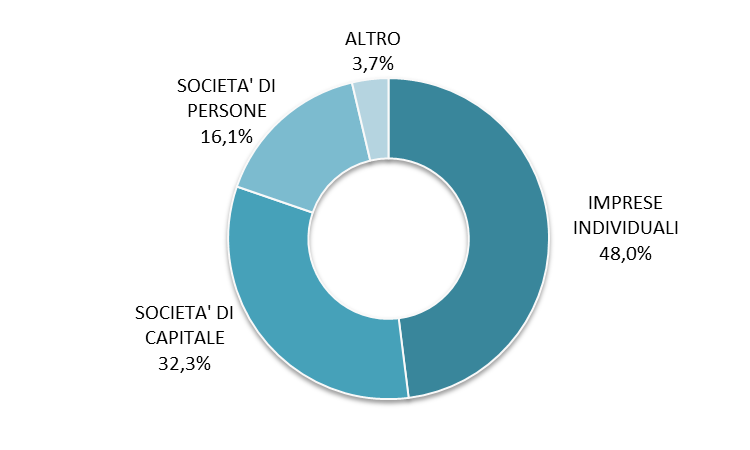 ALTRO
3,7%
SOCIETA' DI
PERSONE
16,1%
IMPRESE
INDIVIDUALI
48,0%
SOCIETA' DI
CAPITALE
32,3%